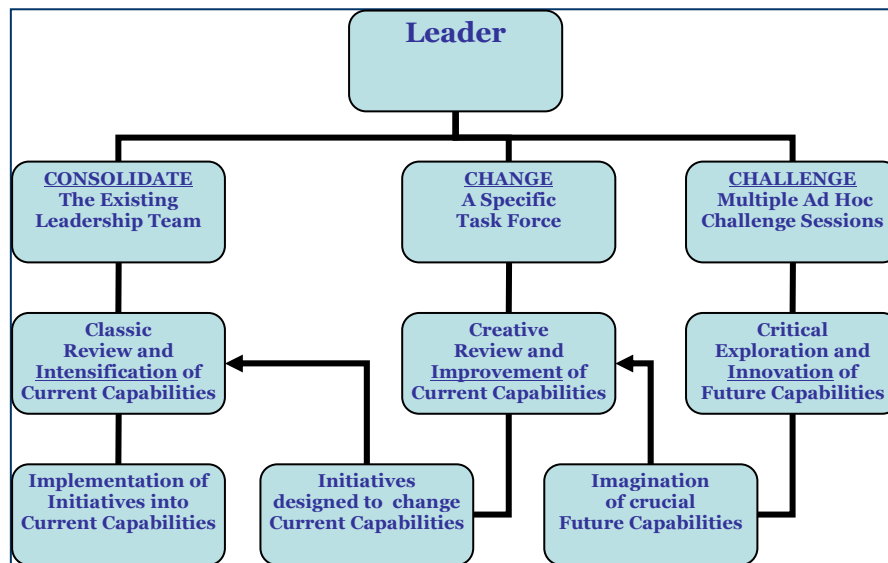 Leader
CONSOLIDATE
The Existing
Leadership Team
CHANGE
A Specific
Task Force
CHALLENGE
Multiple Ad Hoc
Challenge Sessions
Classic
Review and
Intensification of
Current Capabilities
Creative
Review and
Improvement of
Current Capabilities
Critical
Exploration and
Innovation of
Future Capabilities
Implementation of
Initiatives into
Current Capabilities
Initiatives
designed to change
Current Capabilities
Imagination
of crucial
Future Capabilities